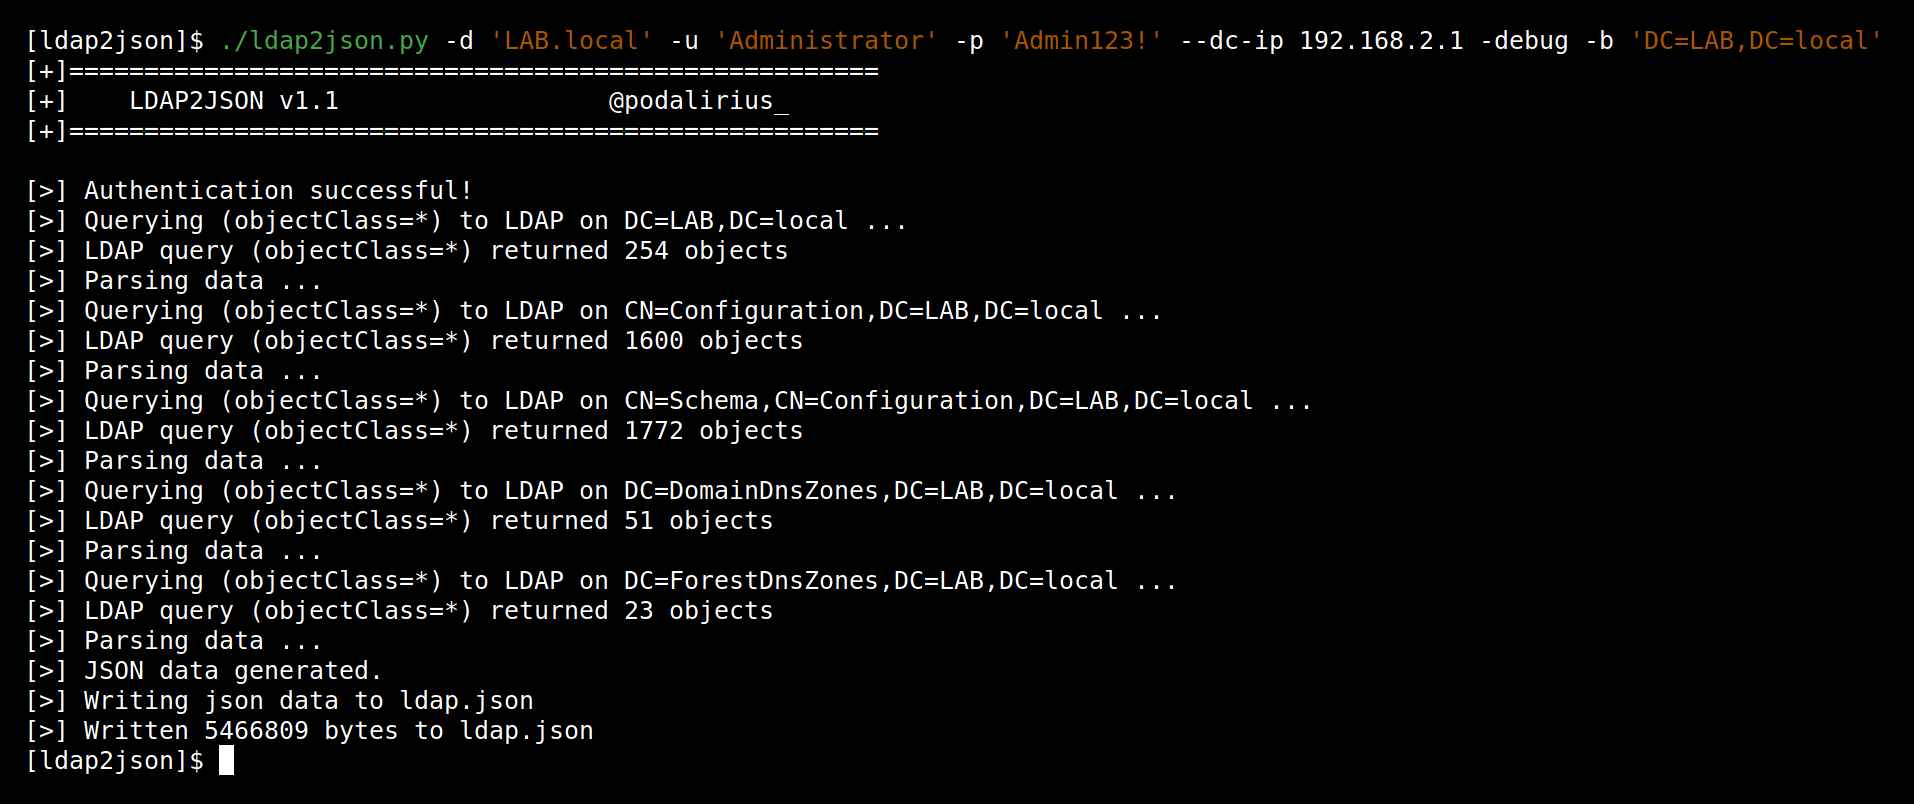 [ldap2json]$ ./ldap2json.py -d 'LAB.local' -u 'Administrator' -p 'Admin123!' --dc-ip 192.168.2.1 -debug -b 'DC=LAB,DC=local'
[+]======================================================
[+]    LDAP2JSON v1.1                  @podalirius_
[+]======================================================
[>] Authentication successful!
[>] Querying (objectClass=*) to LDAP on DC=LAB,DC=local ...
[>] LDAP query (objectClass=*) returned 254 objects
[>] Parsing data ...
[>] Querying (objectClass=*) to LDAP on CN=Configuration,DC=LAB,DC=local ...
[>] LDAP query (objectClass=*) returned 1600 objects
[>] Parsing data ...
[>] Querying (objectClass=*) to LDAP on CN=Schema,CN=Configuration,DC=LAB,DC=local ...
[>] LDAP query (objectClass=*) returned 1772 objects
[>] Parsing data ...
[>] Querying (objectClass=*) to LDAP on DC=DomainDnsZones,DC=LAB,DC=local ...
[>] LDAP query (objectClass=*) returned 51 objects
[>] Parsing data ...
[>] Querying (objectClass=*) to LDAP on DC=ForestDnsZones,DC=LAB,DC=local ...
[>] LDAP query (objectClass=*) returned 23 objects
[>] Parsing data ...
[>] JSON data generated.
[>] Writing json data to ldap.json
[>] Written 5466809 bytes to ldap.json
[ldap2json]$